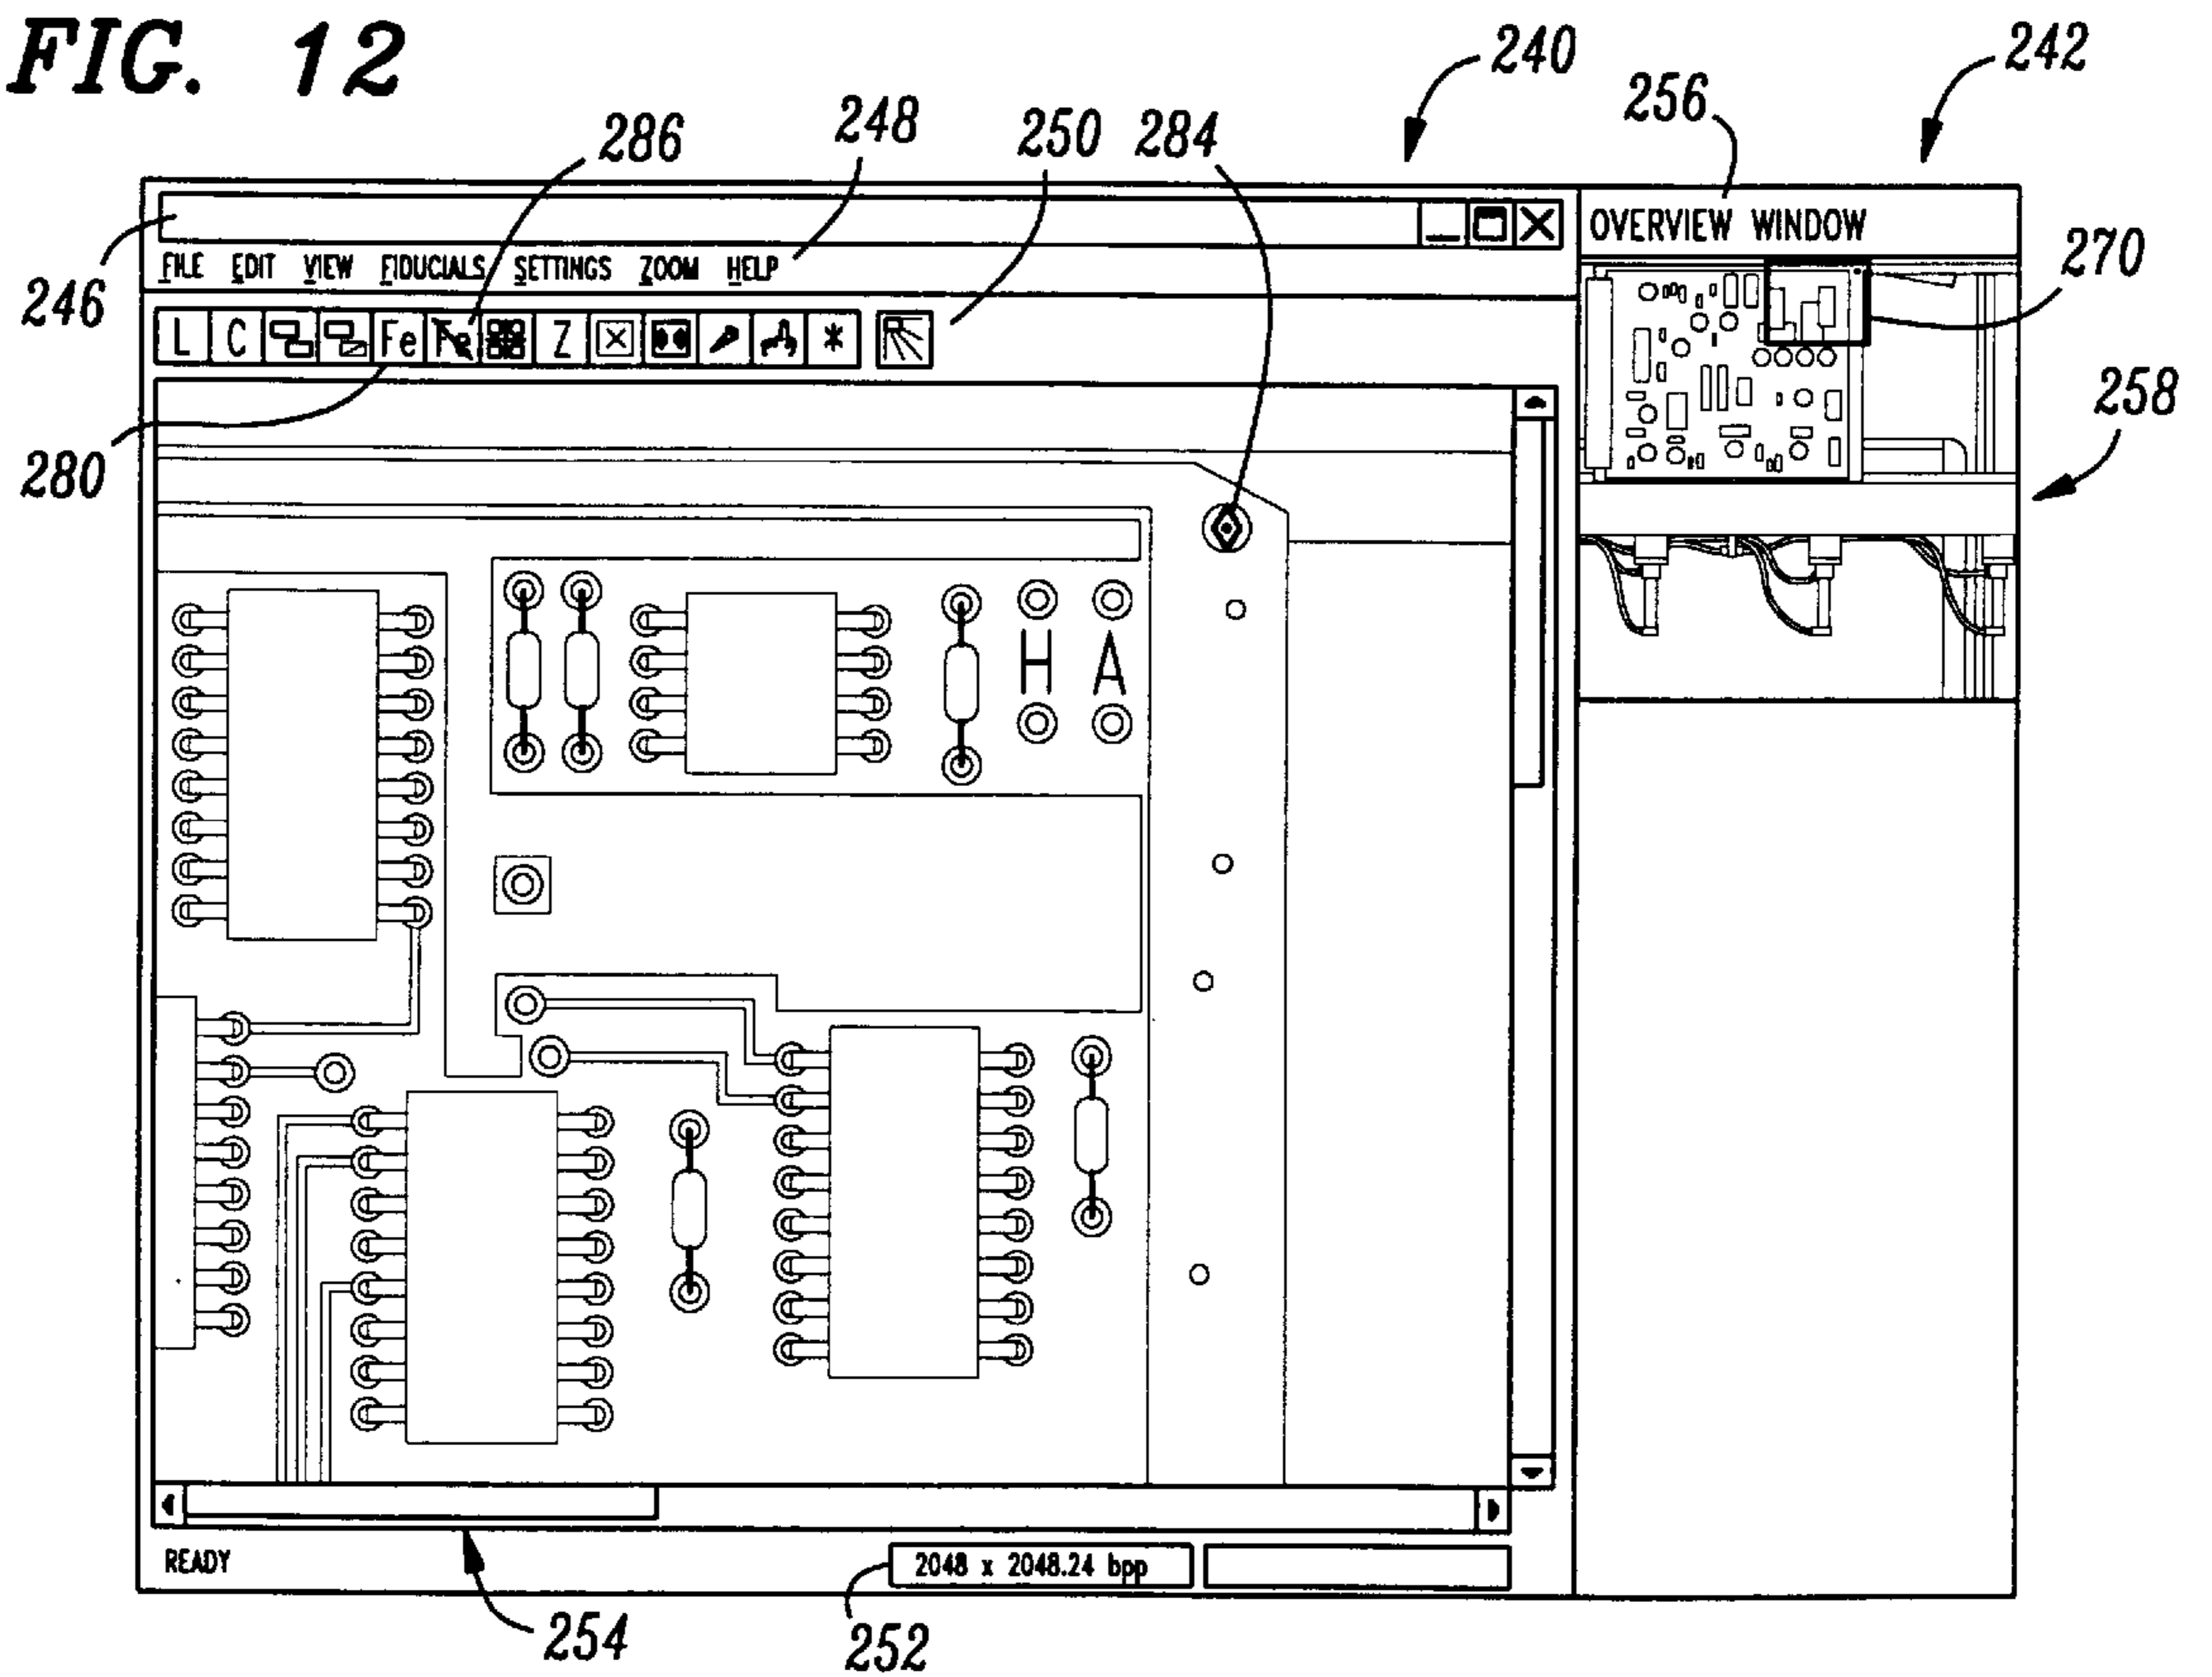 FIG. 12
240
242
256
286
248
250
284
246
OVERVIEW WINDOW
FILE EDIT VIEW FIDUCIALS SETTINGS ZOOM HELP
270
L C Fe Fe Z
258
280
H A
READY
2048 x 2048.24 bpp
254
252